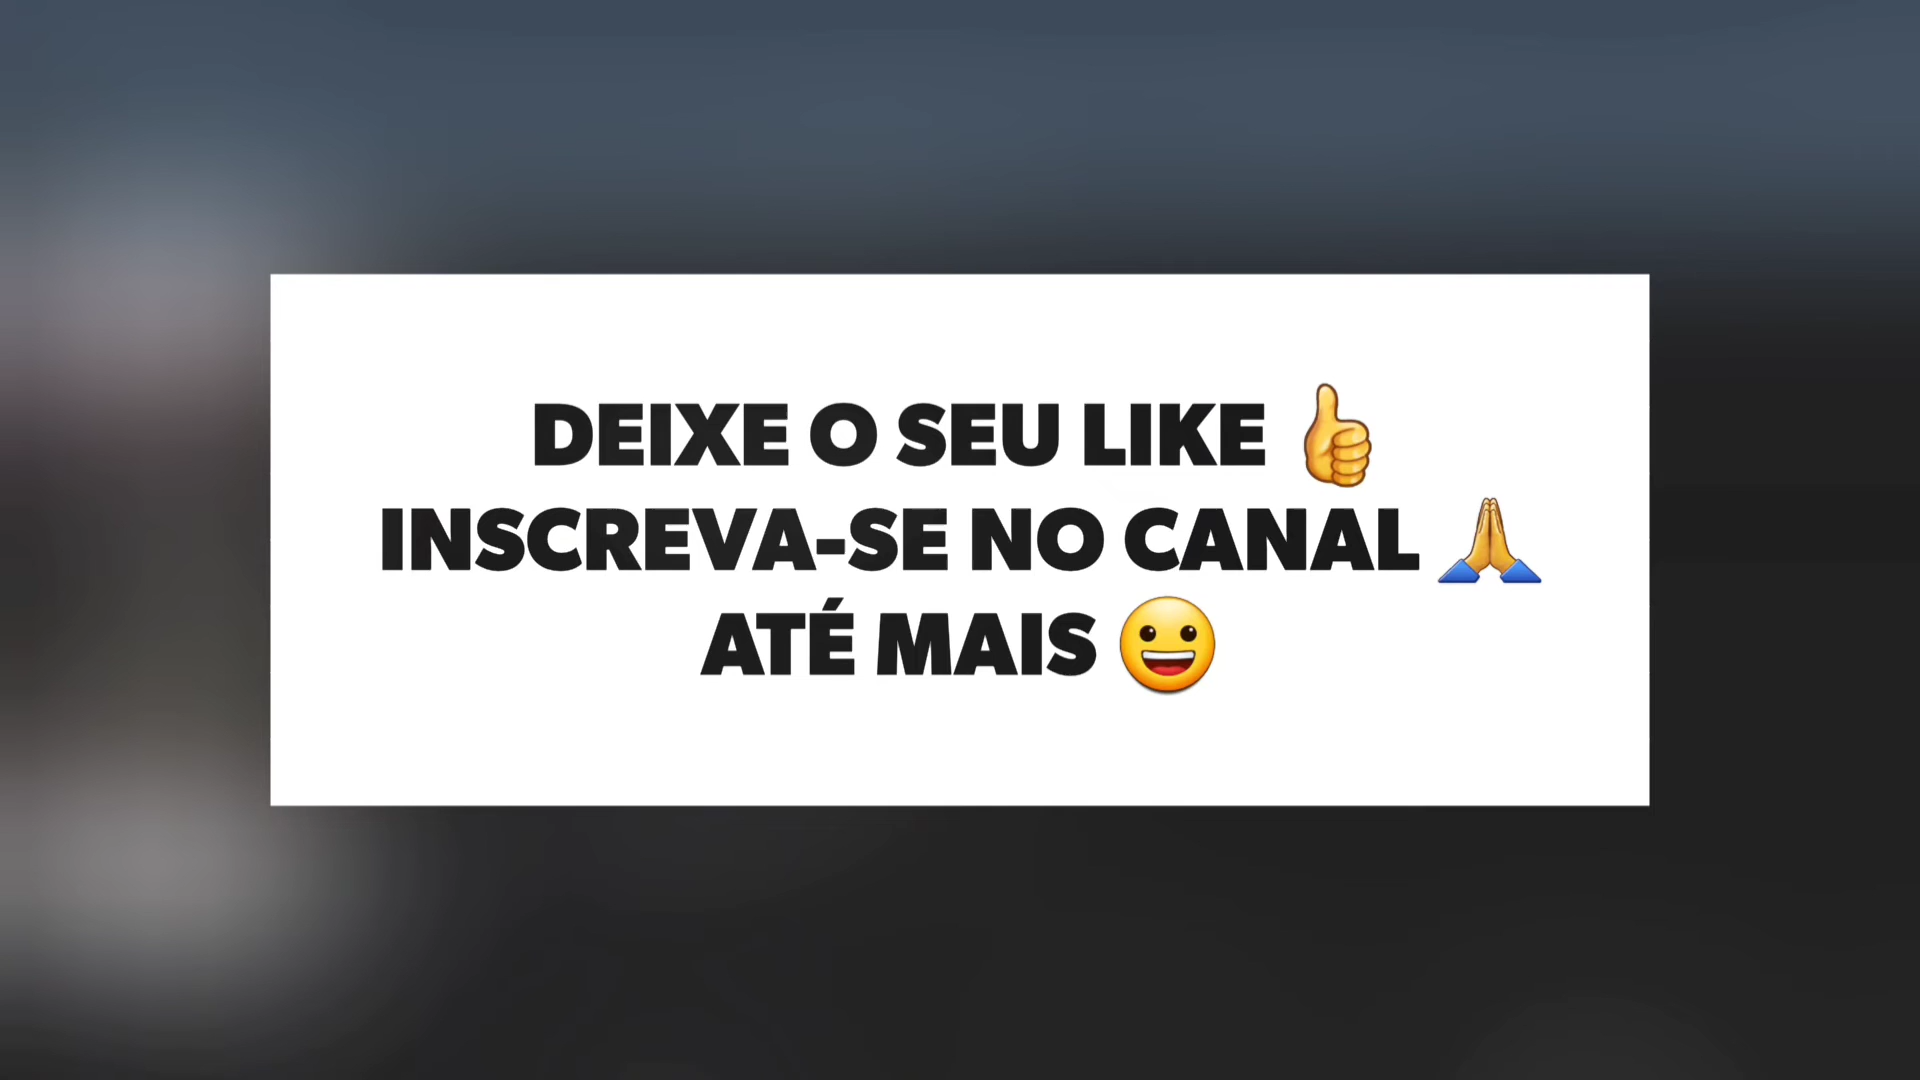 DEIXE O SEU LIKE 👍
INSCREVA-SE NO CANAL 🙏
ATÉ MAIS 😀